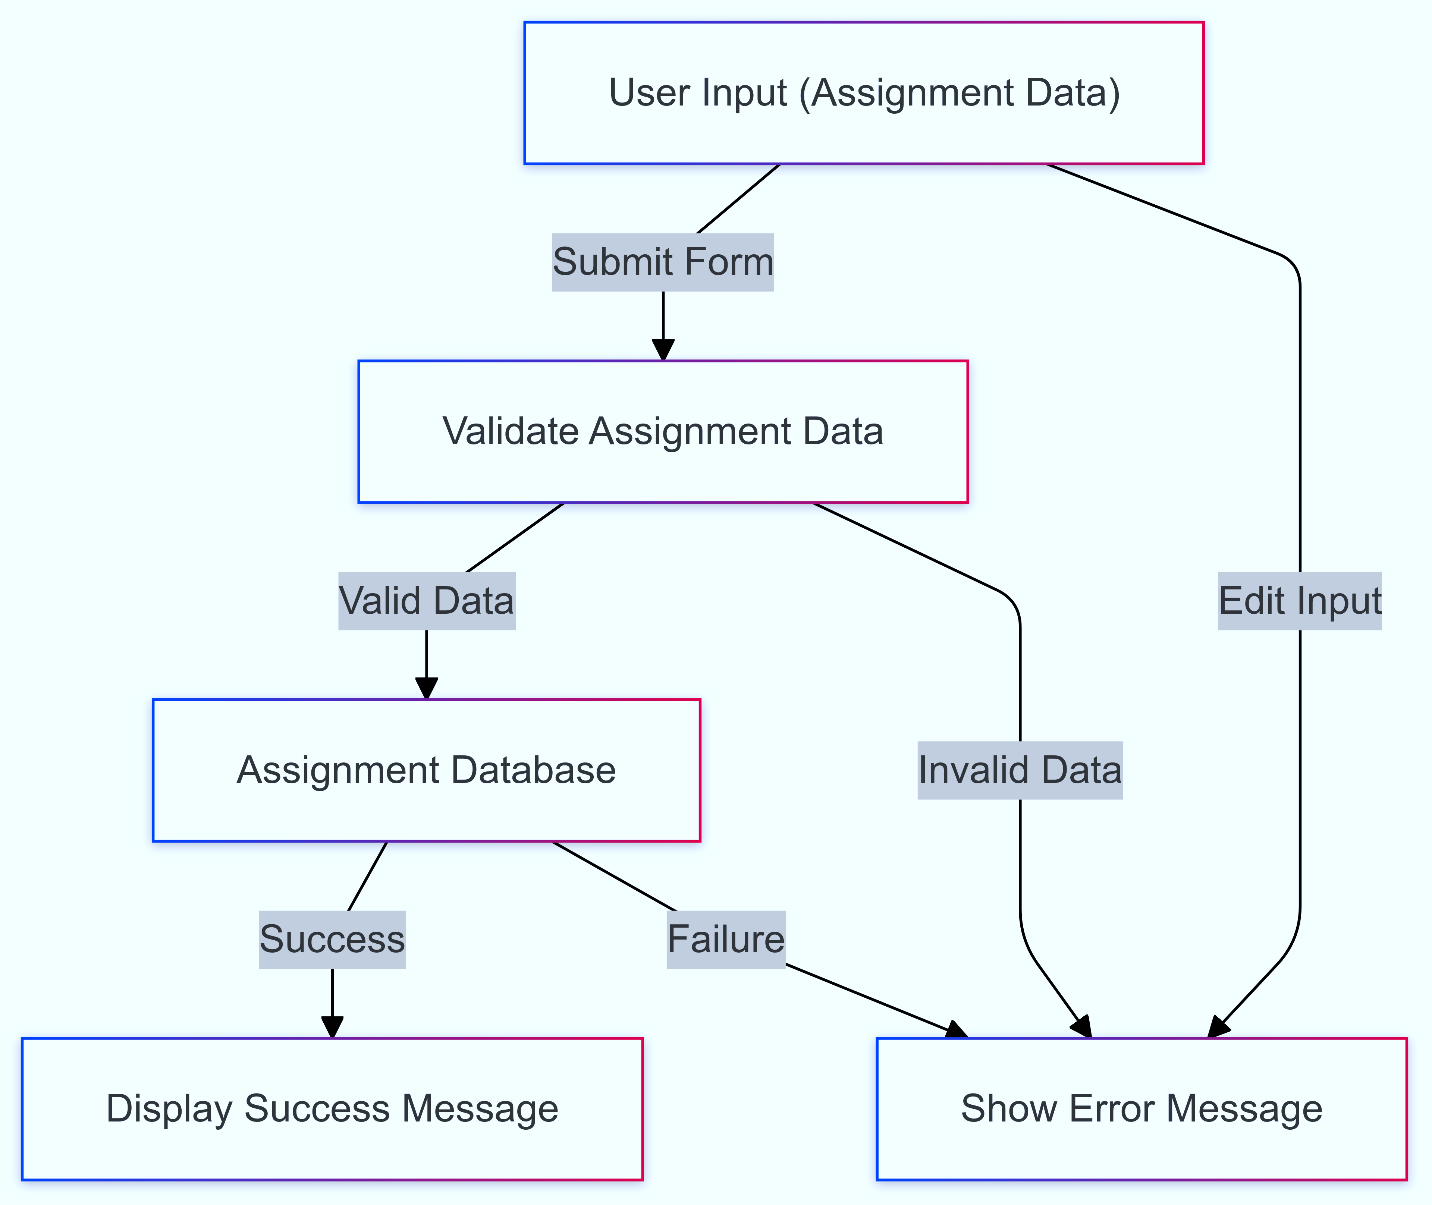 User Input (Assignment Data)
Submit Form
Validate Assignment Data
Valid Data
Edit Input
Assignment Database
Invalid Data
Success
Failure
Display Success Message
Show Error Message